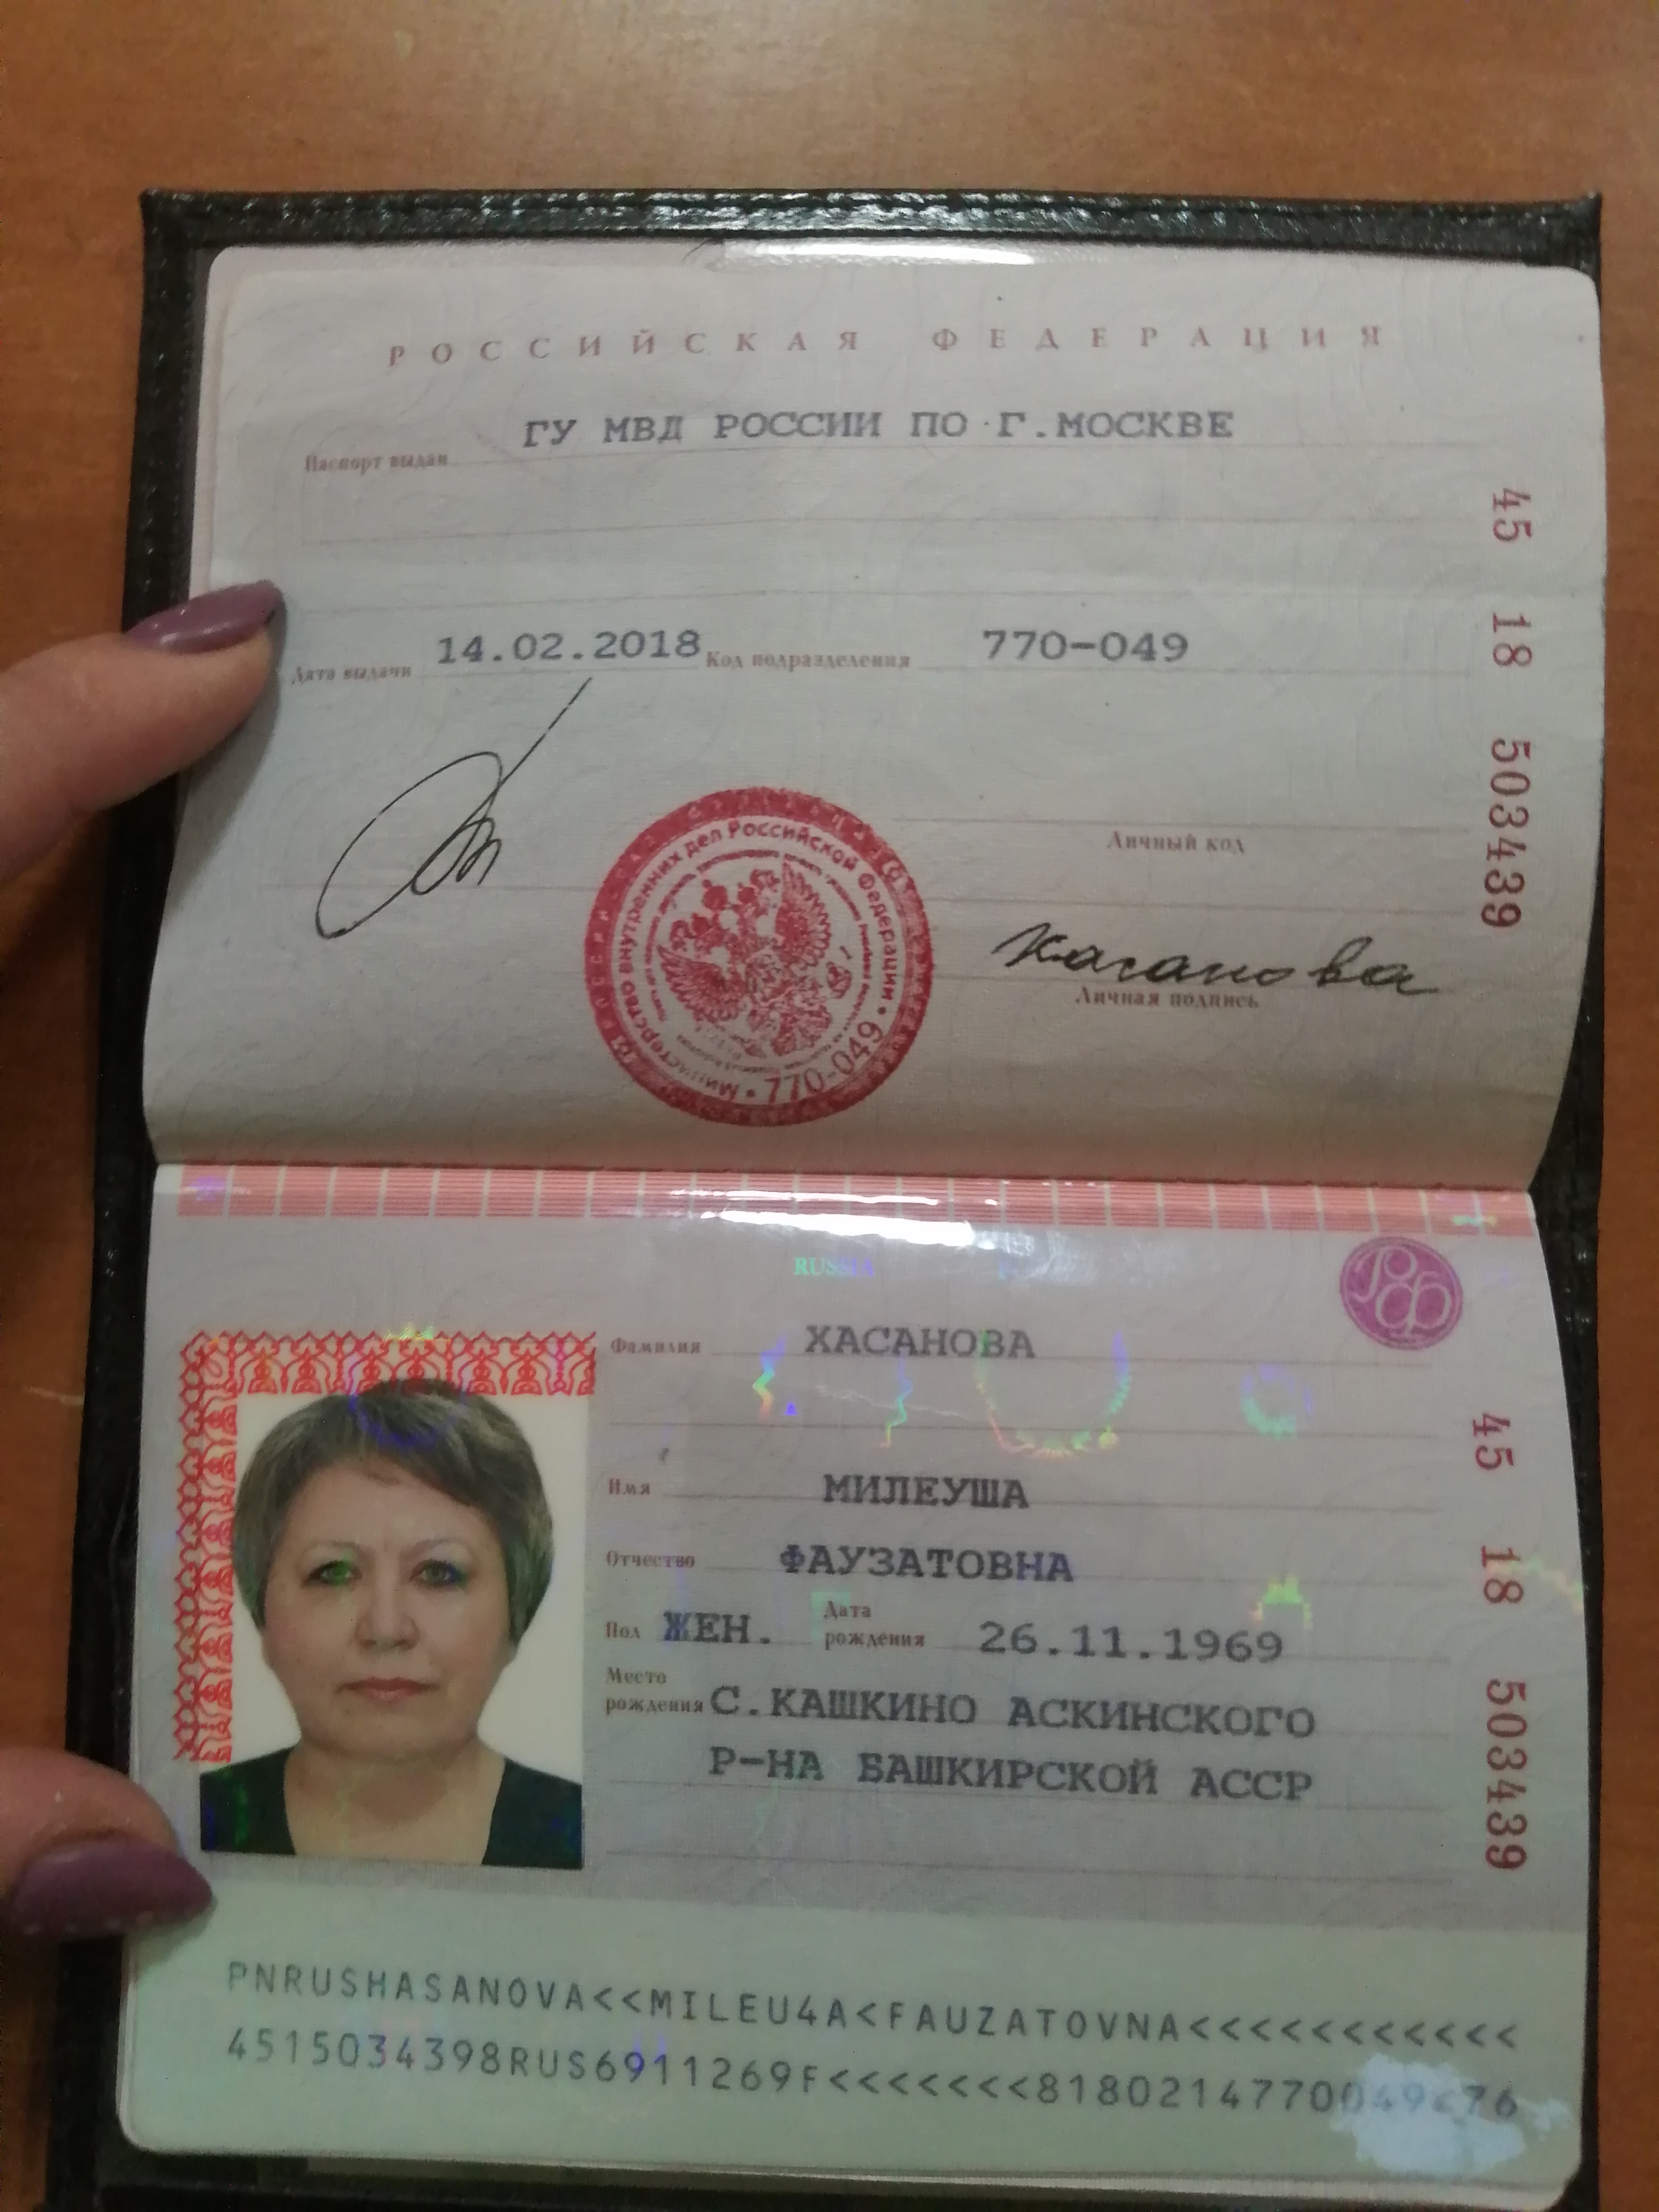 РОССИЙСКАЯ ФЕДЕРАЦИЯ
Паспорт выдан ГУ МВД РОССИИ ПО Г.МОСКВЕ
Дата выдачи 14.02.2018 Код подразделения 770-049
Личный код
Хасанова
Личная подпись
Министерство внутренних дел Российской Федерации • 770-049 •
45 18 503439
RUSSIA
РФ
Фамилия ХАСАНОВА
Имя МИЛЕУША
Отчество ФАУЗАТОВНА
Пол ЖЕН. Дата рождения 26.11.1969
Место рождения С.КАШКИНО АСКИНСКОГО
Р-НА БАШКИРСКОЙ АССР
45 18 503439
PNRUSHASANOVA<<MILEU4A<FAUZATOVNA<<<<<<<<<<<
4515034398RUS6911269F<<<<<<<8180214770049<76